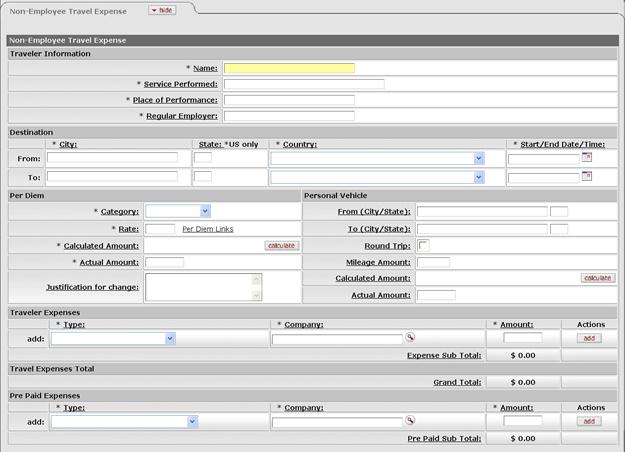 Non-Employee Travel Expense hide
Non-Employee Travel Expense
Traveler Information
* Name:
* Service Performed:
* Place of Performance:
* Regular Employer:
Destination
* City: State: *US only * Country: * Start/End Date/Time:
From:
To:
Per Diem Personal Vehicle
* Category: From (City/State):
* Rate: Per Diem Links To (City/State):
* Calculated Amount: calculate Round Trip:
* Actual Amount: Mileage Amount:
Justification for change: Calculated Amount: calculate
Actual Amount:
Traveler Expenses
* Type: * Company: * Amount: Actions
add: add
Expense Sub Total: $ 0.00
Travel Expenses Total
Grand Total: $ 0.00
Pre Paid Expenses
* Type: * Company: * Amount: Actions
add: add
Pre Paid Sub Total: $ 0.00